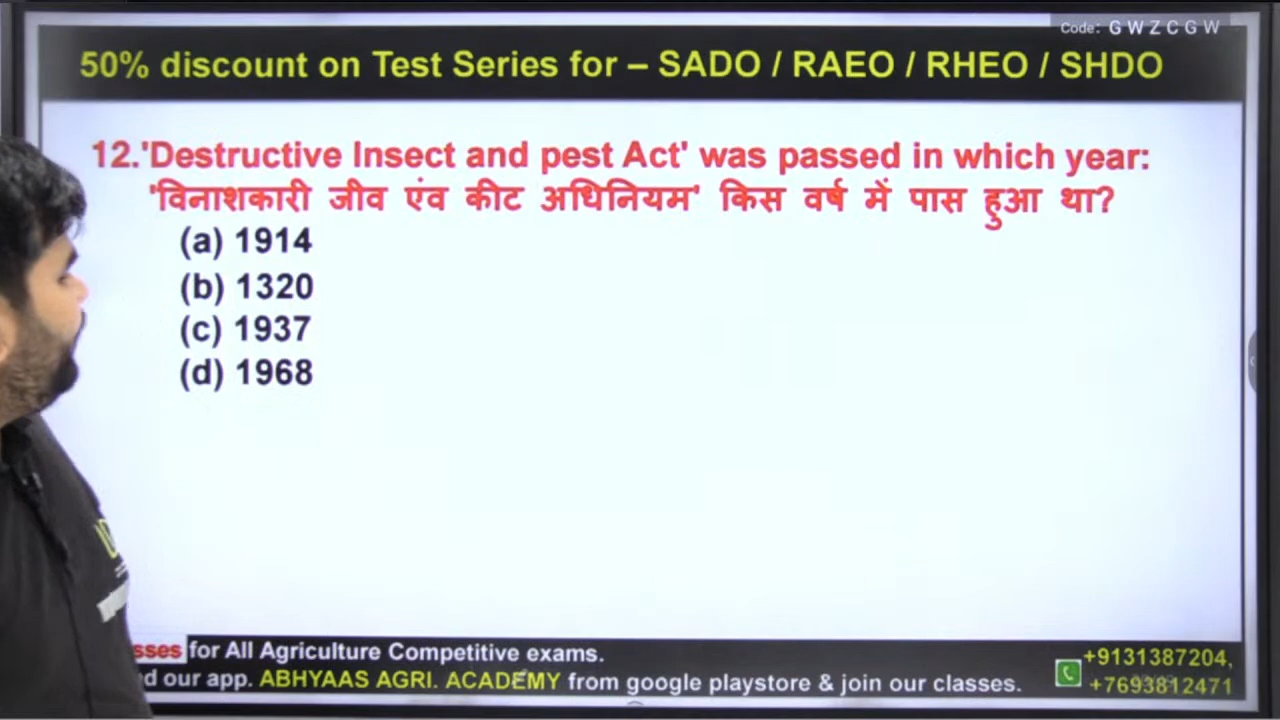 Code: G W Z C G W
50% discount on Test Series for – SADO / RAEO / RHEO / SHDO
12.'Destructive Insect and pest Act' was passed in which year:
'विनाशकारी जीव एंव कीट अधिनियम' किस वर्ष में पास हुआ था?
(a) 1914
(b) 1320
(c) 1937
(d) 1968
sses for All Agriculture Competitive exams.
d our app. ABHYAAS AGRI. ACADEMY from google playstore & join our classes.
+9131387204,
+7693812471